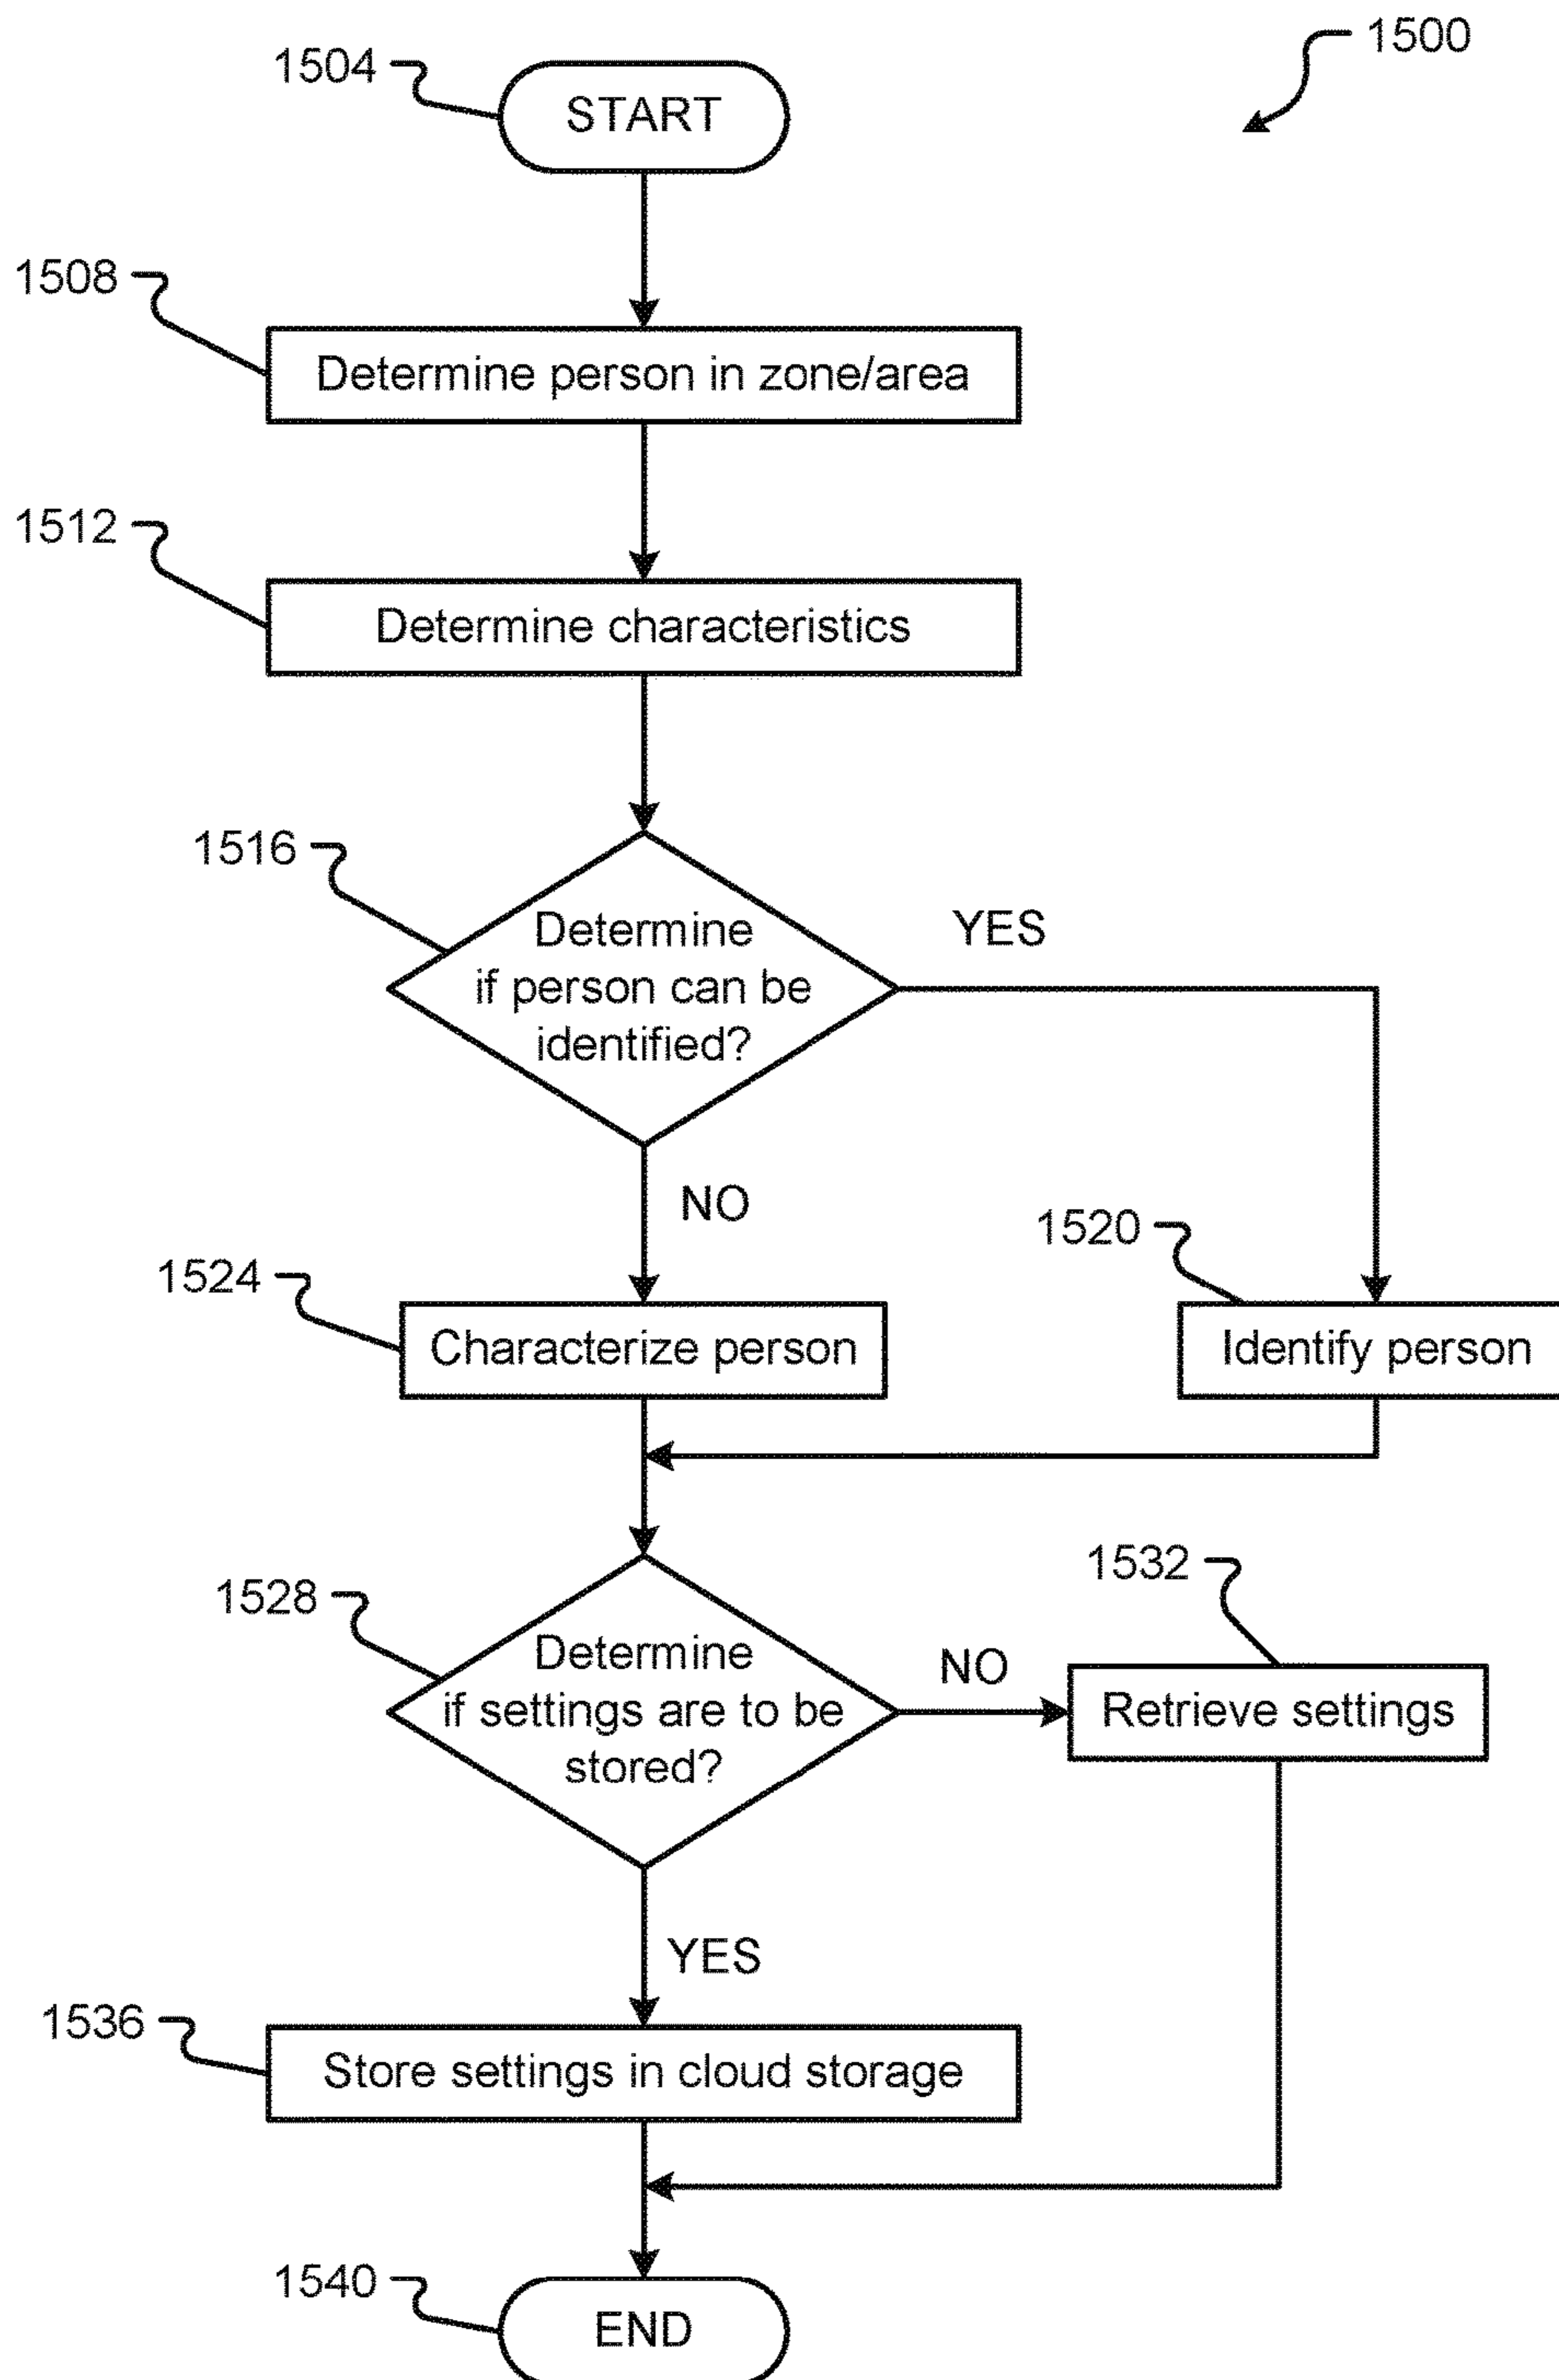 1500
1504
START
1508
Determine person in zone/area
1512
Determine characteristics
1516
Determine
if person can be
identified?
YES
NO
1520
1524
Characterize person
Identify person
1528
Determine
if settings are to be
stored?
NO
1532
Retrieve settings
YES
1536
Store settings in cloud storage
1540
END